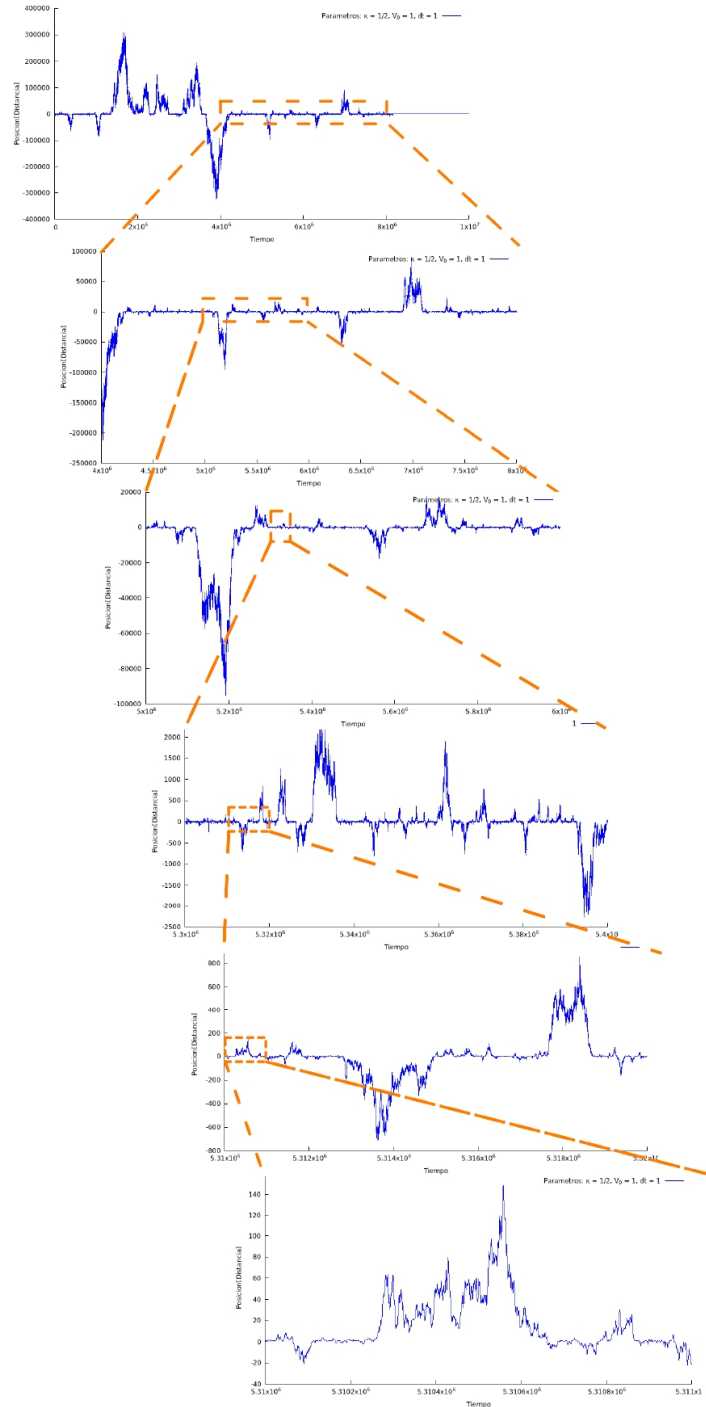 Parametros: κ = 1/2, V₀ = 1, dt = 1
400000
300000
200000
100000
0
-100000
-200000
-300000
-400000
Posicion[Distancia]
0
2x10⁶
4x10⁶
6x10⁶
8x10⁶
1x10⁷
Tiempo
Parametros: κ = 1/2, V₀ = 1, dt = 1
100000
50000
0
-50000
-100000
-150000
-200000
-250000
Posicion[Distancia]
4x10⁶
5x10⁶
5.5x10⁶
6x10⁶
6.5x10⁶
7x10⁶
7.5x10⁶
Tiempo
Parametros: κ = 1/2, V₀ = 1, dt = 1
20000
0
-20000
-40000
-60000
-80000
-100000
Posicion[Distancia]
5x10⁶
5.2x10⁶
5.4x10⁶
5.6x10⁶
5.8x10⁶
Tiempo
1
2000
1500
1000
500
0
-500
-1000
-1500
-2000
-2500
Posicion[Distancia]
5.3x10⁶
5.32x10⁶
5.34x10⁶
5.36x10⁶
5.38x10⁶
5.4x10
Tiempo
800
600
400
200
0
-200
-400
-600
-800
Posicion[Distancia]
5.31x10⁶
5.312x10⁶
5.314x10⁶
5.316x10⁶
5.318x10⁶
Tiempo
Parametros: κ = 1/2, V₀ = 1, dt = 1
140
120
100
80
60
40
20
0
-20
-40
Posicion[Distancia]
5.31x10⁶
5.3102x10⁶
5.3104x10⁶
5.3106x10⁶
5.3108x10⁶
5.311x1
Tiempo